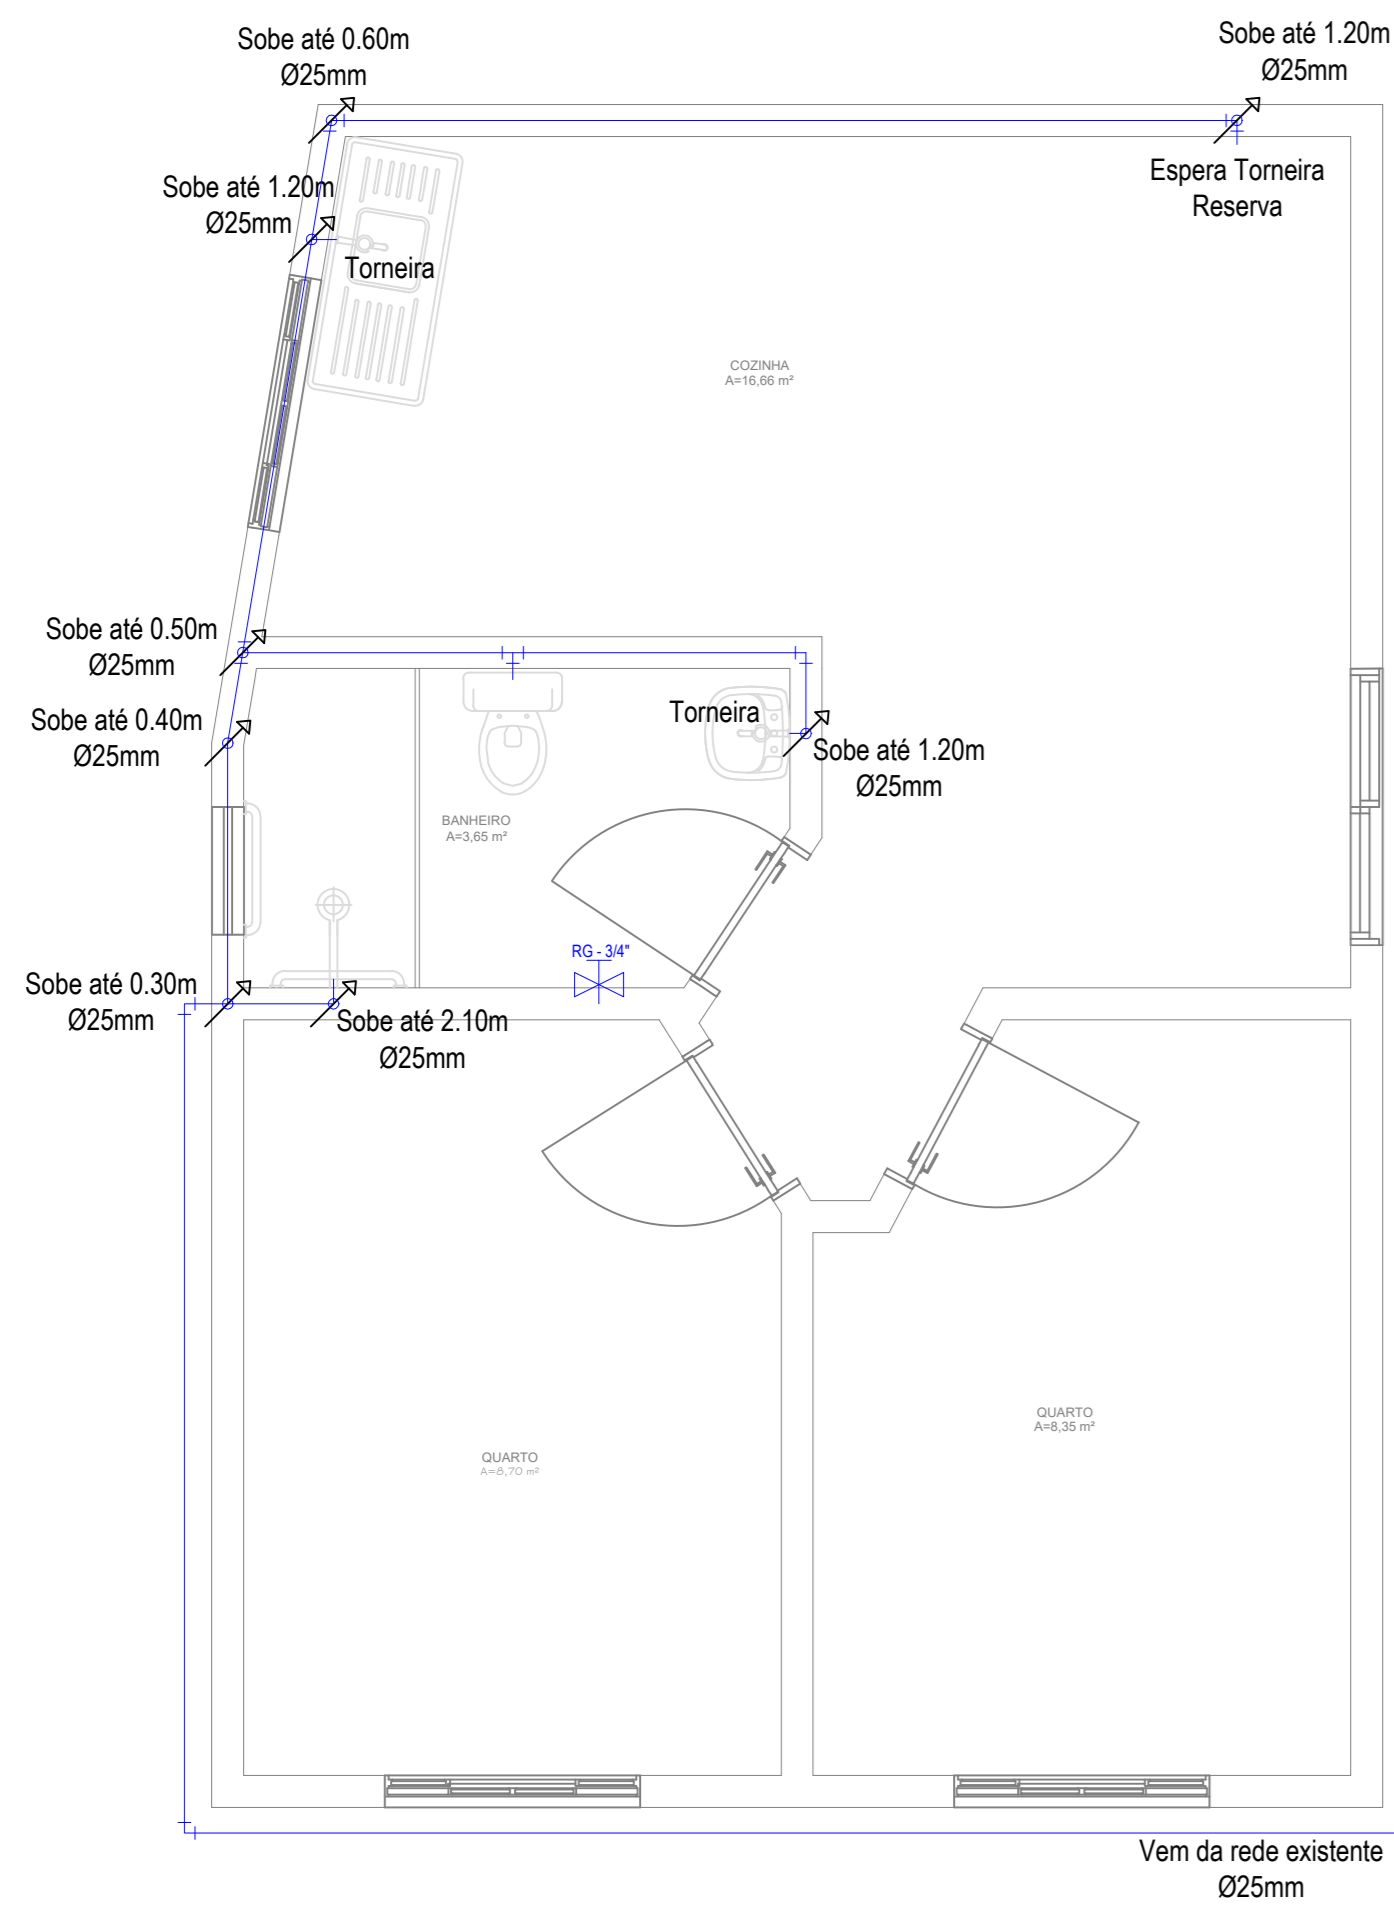 Sobe até 0.60m
Ø25mm
Sobe até 1.20m
Ø25mm
Espera Torneira
Reserva
Sobe até 1.20m
Ø25mm
Torneira
COZINHA
A=16,66 m²
Sobe até 0.50m
Ø25mm
Sobe até 0.40m
Ø25mm
Torneira
Sobe até 1.20m
Ø25mm
BANHEIRO
A=3,65 m²
RG - 3/4"
Sobe até 0.30m
Ø25mm
Sobe até 2.10m
Ø25mm
QUARTO
A=8,35 m²
QUARTO
A=8,70 m²
Vem da rede existente
Ø25mm